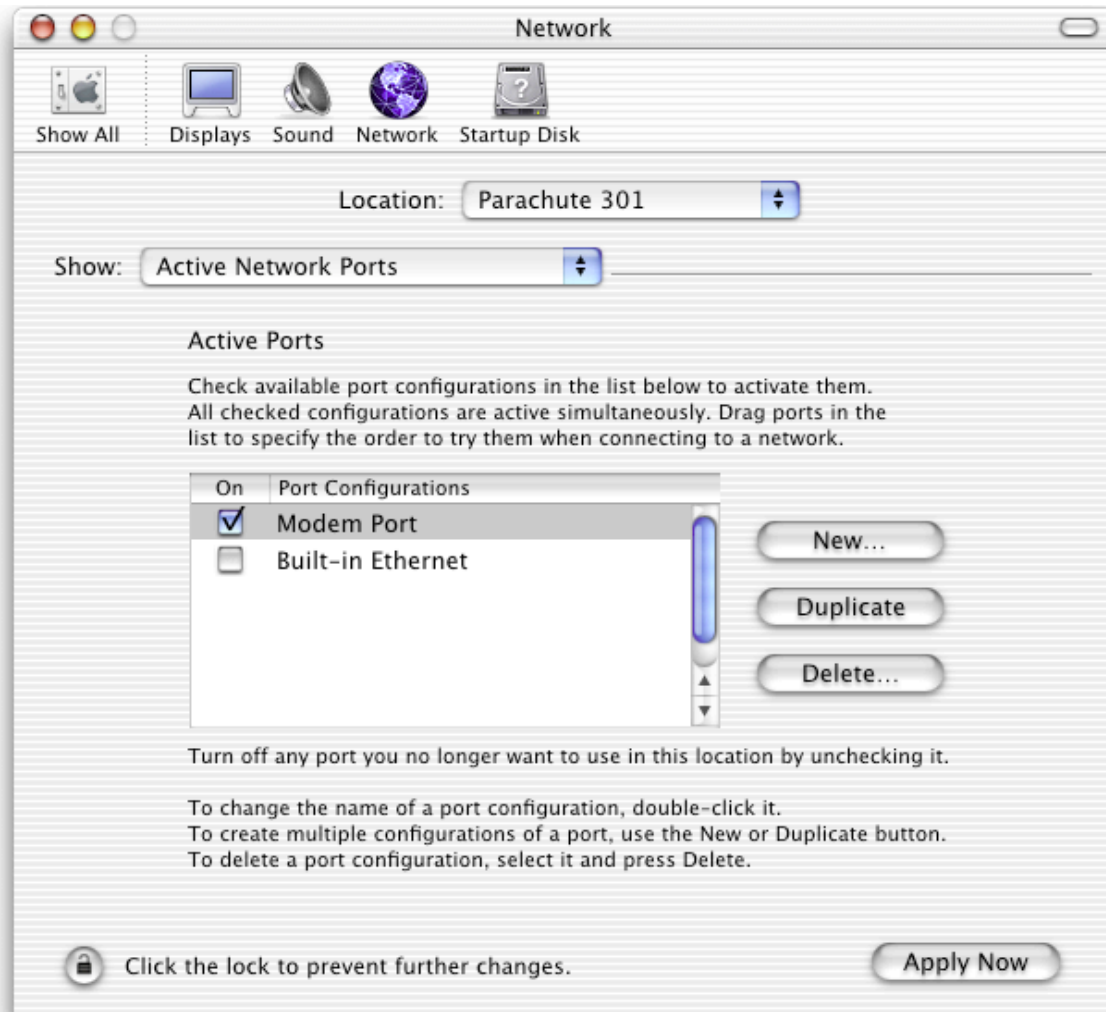 Network
Show All
Displays
Sound
Network
Startup Disk
Location: Parachute 301
Show: Active Network Ports
Active Ports
Check available port configurations in the list below to activate them.
All checked configurations are active simultaneously. Drag ports in the
list to specify the order to try them when connecting to a network.
On Port Configurations
Modem Port
Built-in Ethernet
New...
Duplicate
Delete...
Turn off any port you no longer want to use in this location by unchecking it.
To change the name of a port configuration, double-click it.
To create multiple configurations of a port, use the New or Duplicate button.
To delete a port configuration, select it and press Delete.
Click the lock to prevent further changes.
Apply Now